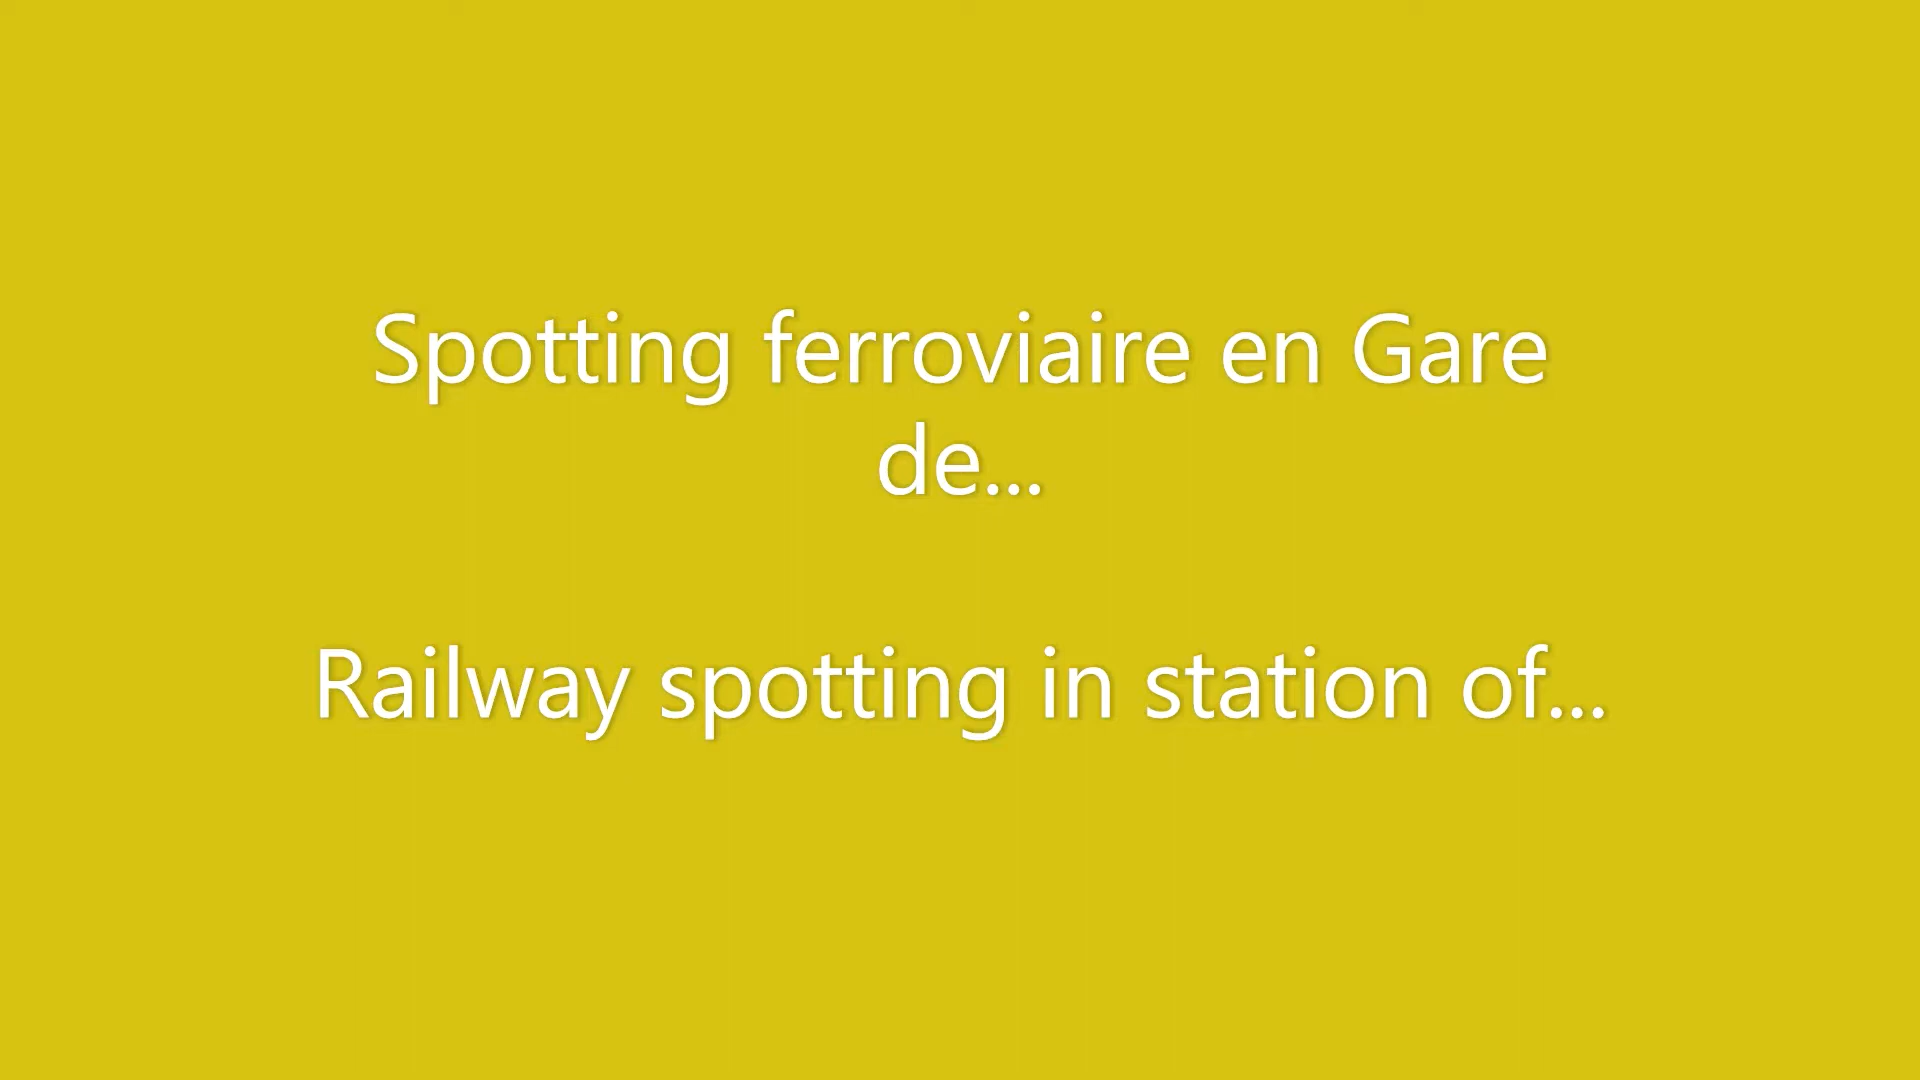 Spotting ferroviaire en Gare
de...
Railway spotting in station of...